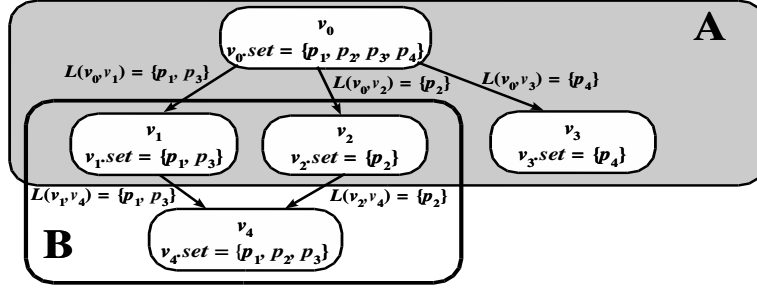 A
v₀
v₀.set = {p₁, p₂, p₃, p₄}
L(v₀,v₁) = {p₁, p₃}
L(v₀,v₂) = {p₂}
L(v₀,v₃) = {p₄}
v₁
v₁.set = {p₁, p₃}
v₂
v₂.set = {p₂}
v₃
v₃.set = {p₄}
L(v₁,v₄) = {p₁, p₃}
L(v₂,v₄) = {p₂}
B
v₄
v₄.set = {p₁, p₂, p₃}